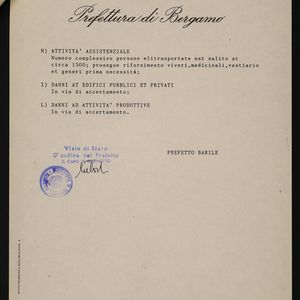 Prefettura di Bergamo
H) ATTIVITA' ASSISTENZIALE
Numero complessivo persone elitrasportate est salito at
circa 1500; prosegue rifornimento viveri,medicinali,vestiario
et generi prima necessità;
I) DANNI AT EDIFICI PUBBLICI ET PRIVATI
In via di accertamento;
L) DANNI AD ATTIVITA' PRODUTTIVE
In via di accertamento.
PREFETTO BARILE
Visto di Stato
D'ordine del Prefetto